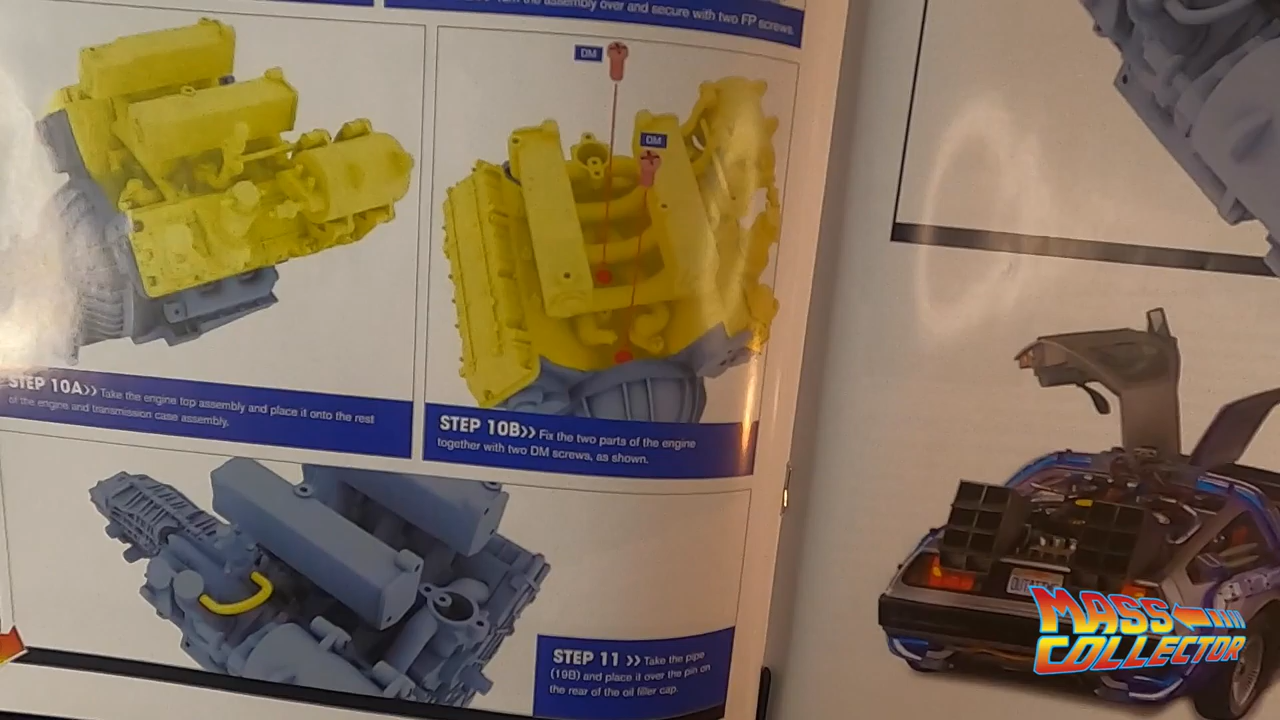 the assembly over and secure with two FP screws.
DM
DM
STEP 10A>> Take the engine top assembly and place it onto the rest
of the engine and transmission case assembly.
STEP 10B>> Fix the two parts of the engine
together with two DM screws, as shown.
STEP 11 >> Take the pipe
(19B) and place it over the pin on
the rear of the oil filler cap.
MASS
COLLECTOR